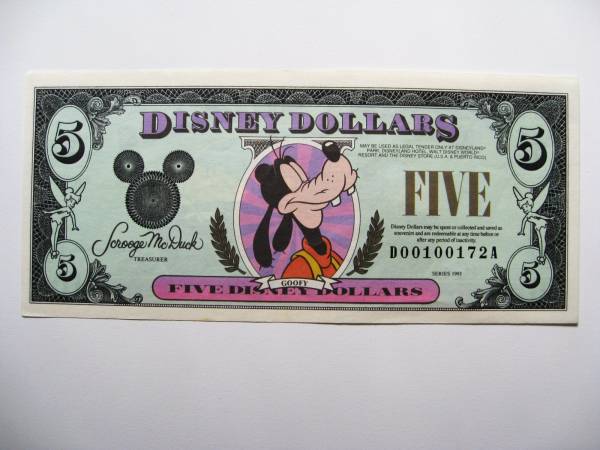 5
DISNEY DOLLARS
5
MAY BE USED AS LEGAL TENDER ONLY AT DISNEYLAND®
PARK, DISNEYLAND HOTEL, WALT DISNEY WORLD®
RESORT AND THE DISNEY STORE (U.S.A. & PUERTO RICO)
FIVE
Disney Dollars may be spent or collected and saved as
souvenirs and are redeemable at any time before or
after any period of inactivity.
D00100172A
SERIES 1993
Scrooge McDuck
TREASURER
GOOFY
FIVE DISNEY DOLLARS
5
5